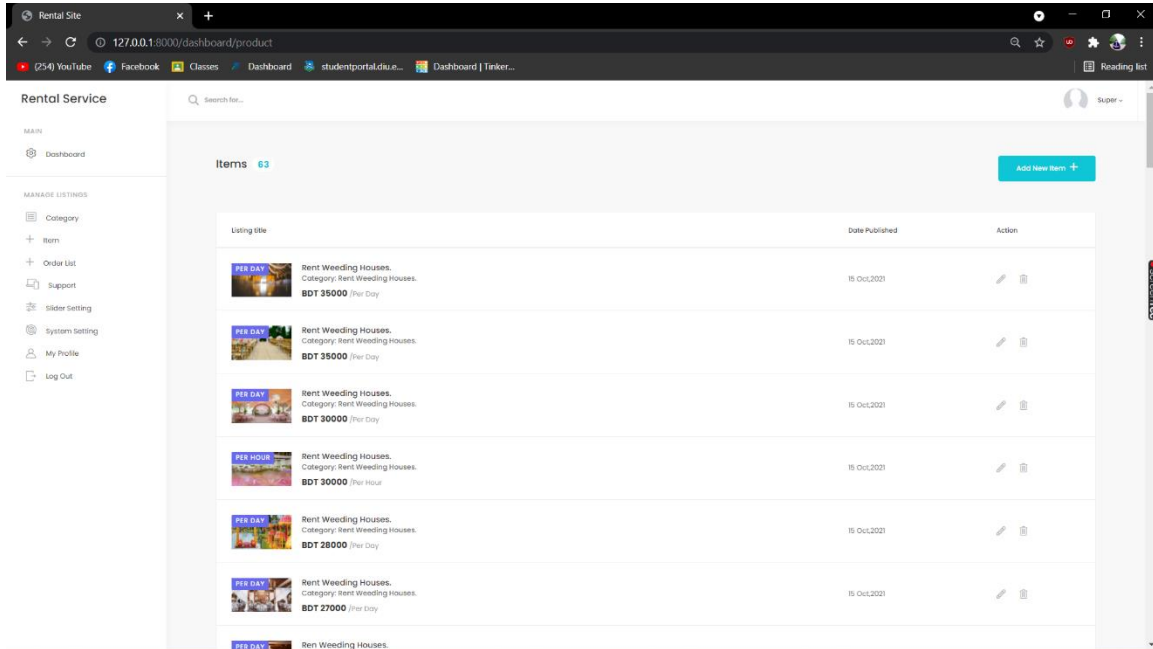 Rental Site
127.0.0.1:8000/dashboard/product
(254) YouTube Facebook Classes Dashboard studentportal.diu.e... Dashboard | Tinker... Reading list
Rental Service
Search for...
Super
MAIN
Dashboard
MANAGE LISTINGS
Category
Item
Order List
Support
Slider Setting
System Setting
My Profile
Log Out
Items 63
Add New Item +
Listing title Date Published Action
PER DAY
Rent Weeding Houses.
Category: Rent Weeding Houses.
BDT 35000 /Per Day
15 Oct,2021
PER DAY
Rent Weeding Houses.
Category: Rent Weeding Houses.
BDT 35000 /Per Day
15 Oct,2021
PER DAY
Rent Weeding Houses.
Category: Rent Weeding Houses.
BDT 30000 /Per Day
15 Oct,2021
PER HOUR
Rent Weeding Houses.
Category: Rent Weeding Houses.
BDT 30000 /Per Hour
15 Oct,2021
PER DAY
Rent Weeding Houses.
Category: Rent Weeding Houses.
BDT 28000 /Per Day
15 Oct,2021
PER DAY
Rent Weeding Houses.
Category: Rent Weeding Houses.
BDT 27000 /Per Day
15 Oct,2021
PER DAY
Ren Weeding Houses.